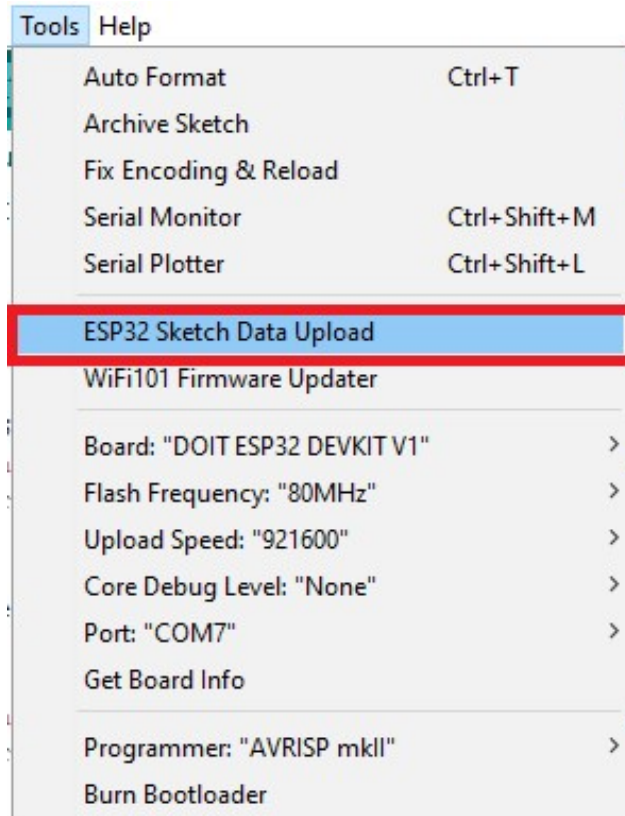 Tools Help
Auto Format Ctrl+T
Archive Sketch
Fix Encoding & Reload
Serial Monitor Ctrl+Shift+M
Serial Plotter Ctrl+Shift+L
ESP32 Sketch Data Upload
WiFi101 Firmware Updater
Board: "DOIT ESP32 DEVKIT V1"
Flash Frequency: "80MHz"
Upload Speed: "921600"
Core Debug Level: "None"
Port: "COM7"
Get Board Info
Programmer: "AVRISP mkII"
Burn Bootloader